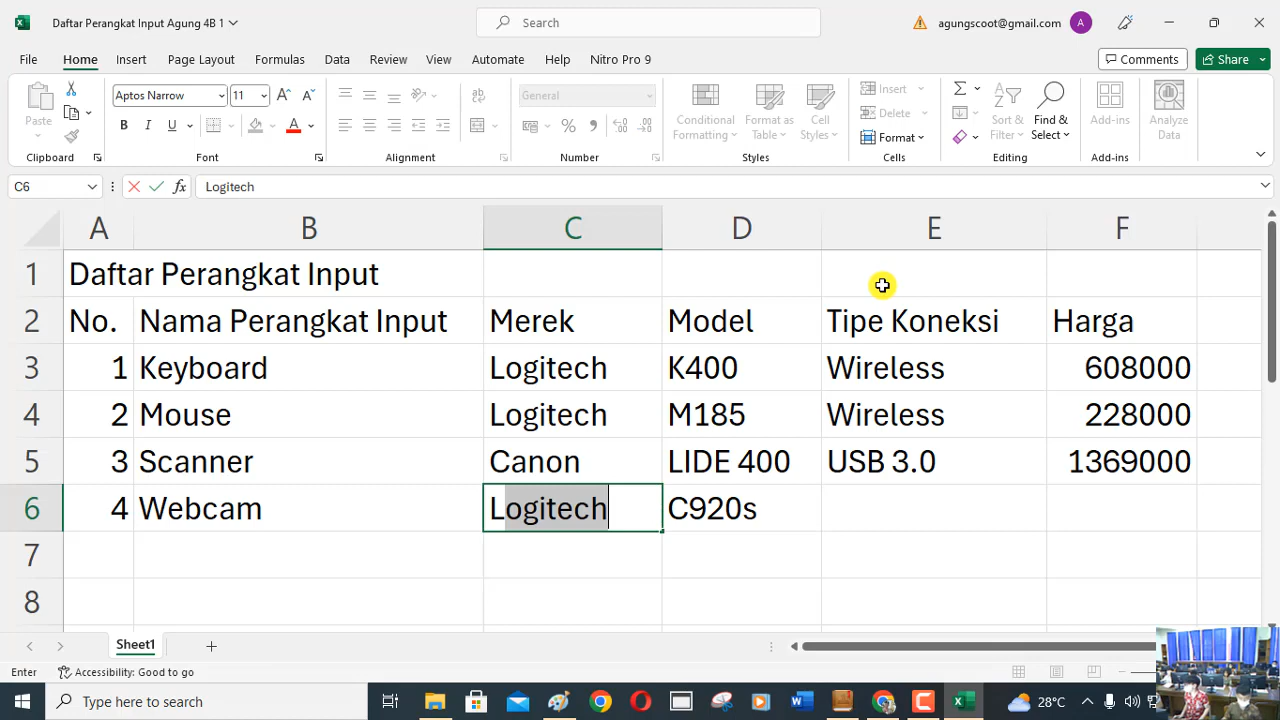 Daftar Perangkat Input Agung 4B 1
Search
agungscoot@gmail.com
A
File Home Insert Page Layout Formulas Data Review View Automate Help Nitro Pro 9
Comments Share
Paste
Aptos Narrow 11
B I U A
General
Conditional Formatting
Format as Table
Cell Styles
Insert
Delete
Format
Sort & Filter
Find & Select
Add-ins
Analyze Data
Clipboard Font Alignment Number Styles Cells Editing Add-ins
C6 fx Logitech
A B C D E F
1 Daftar Perangkat Input
2 No. Nama Perangkat Input Merek Model Tipe Koneksi Harga
3 1 Keyboard Logitech K400 Wireless 608000
4 2 Mouse Logitech M185 Wireless 228000
5 3 Scanner Canon LIDE 400 USB 3.0 1369000
6 4 Webcam Logitech C920s
7
8
Sheet1
Enter Accessibility: Good to go
Type here to search
28°C